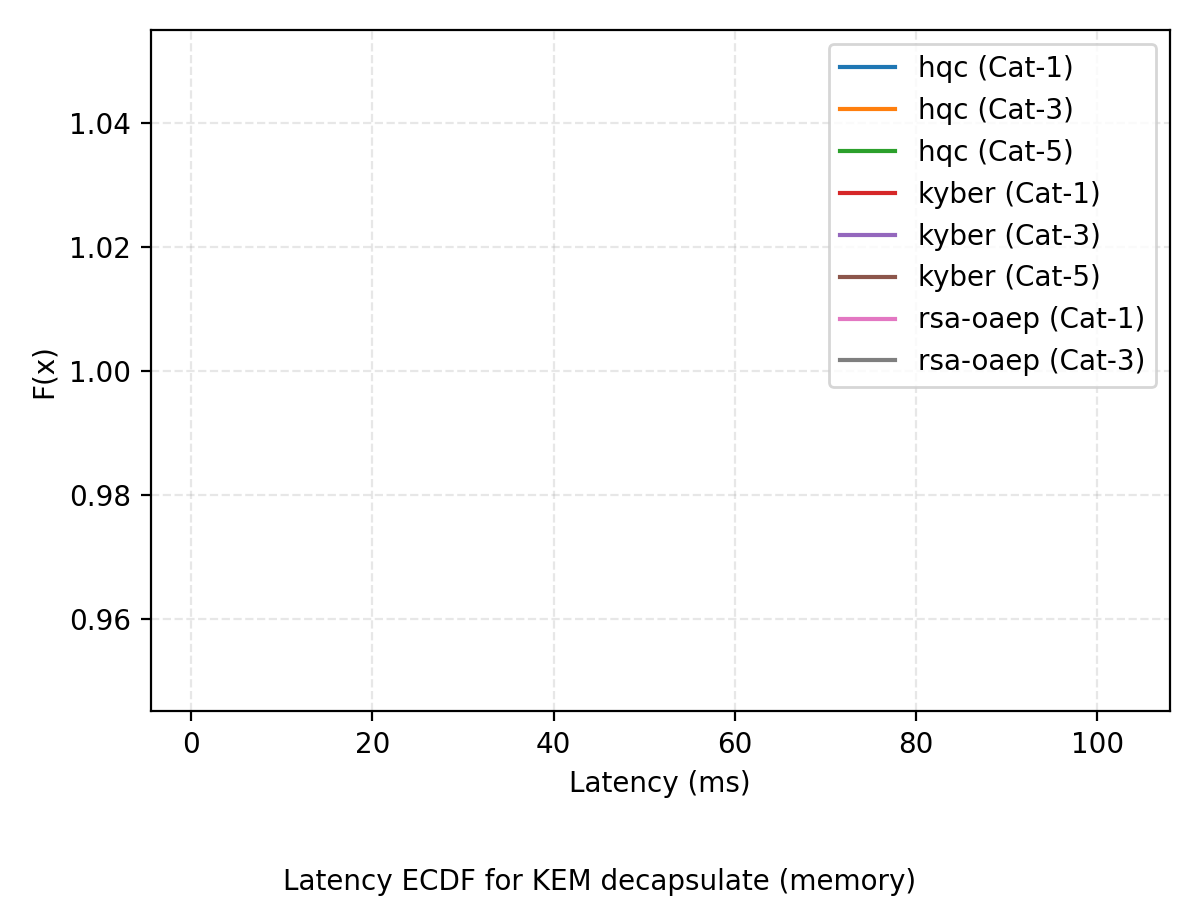 hqc (Cat-1)
hqc (Cat-3)
hqc (Cat-5)
kyber (Cat-1)
kyber (Cat-3)
kyber (Cat-5)
rsa-oaep (Cat-1)
rsa-oaep (Cat-3)
F(x)
1.04
1.02
1.00
0.98
0.96
0
20
40
60
80
100
Latency (ms)
Latency ECDF for KEM decapsulate (memory)